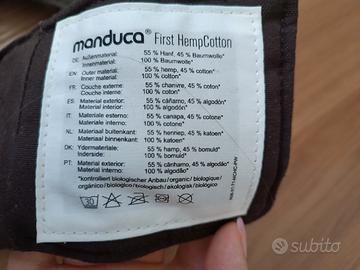 manduca® First HempCotton
DE: Außenmaterial: 55 % Hanf, 45 % Baumwolle*
Innenmaterial: 100 % Baumwolle*
EN: Outer material: 55 % hemp, 45 % cotton*
Inner material: 100 % cotton*
FR: Couche externe: 55 % chanvre, 45 % coton*
Couche interne: 100 % coton*
ES: Material exterior: 55 % cáñamo, 45 % algodón*
Material interior: 100 % algodón*
IT: Materiale esterno: 55 % canapa, 45 % cotone*
Materiale interno: 100 % cotone*
NL: Materiaal buitenkant: 55 % hennep, 45 % katoen*
Materiaal binnenkant: 100 % katoen*
DK: Ydermateriale: 55 % hamp, 45 % bomuld*
Inderside: 100 % bomuld*
PT: Material exterior: 55 % cânhamo, 45 % algodão*
Material interior: 100 % algodão*
*kontrolliert biologischer Anbau / organic / biologique /
orgánico / biologico / biologisch / økologisk / biológico
30
subito